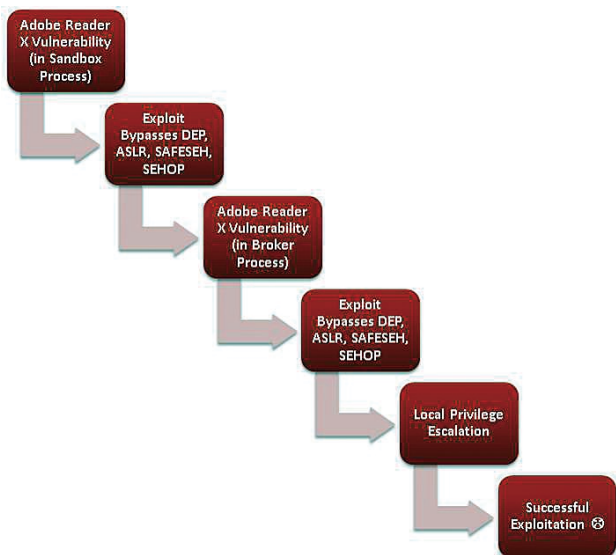 Adobe Reader
X Vulnerability
(in Sandbox
Process)
Exploit
Bypasses DEP,
ASLR, SAFESEH,
SEHOP
Adobe Reader
X Vulnerability
(in Broker
Process)
Exploit
Bypasses DEP,
ASLR, SAFESEH,
SEHOP
Local Privilege
Escalation
Successful
Exploitation ☹